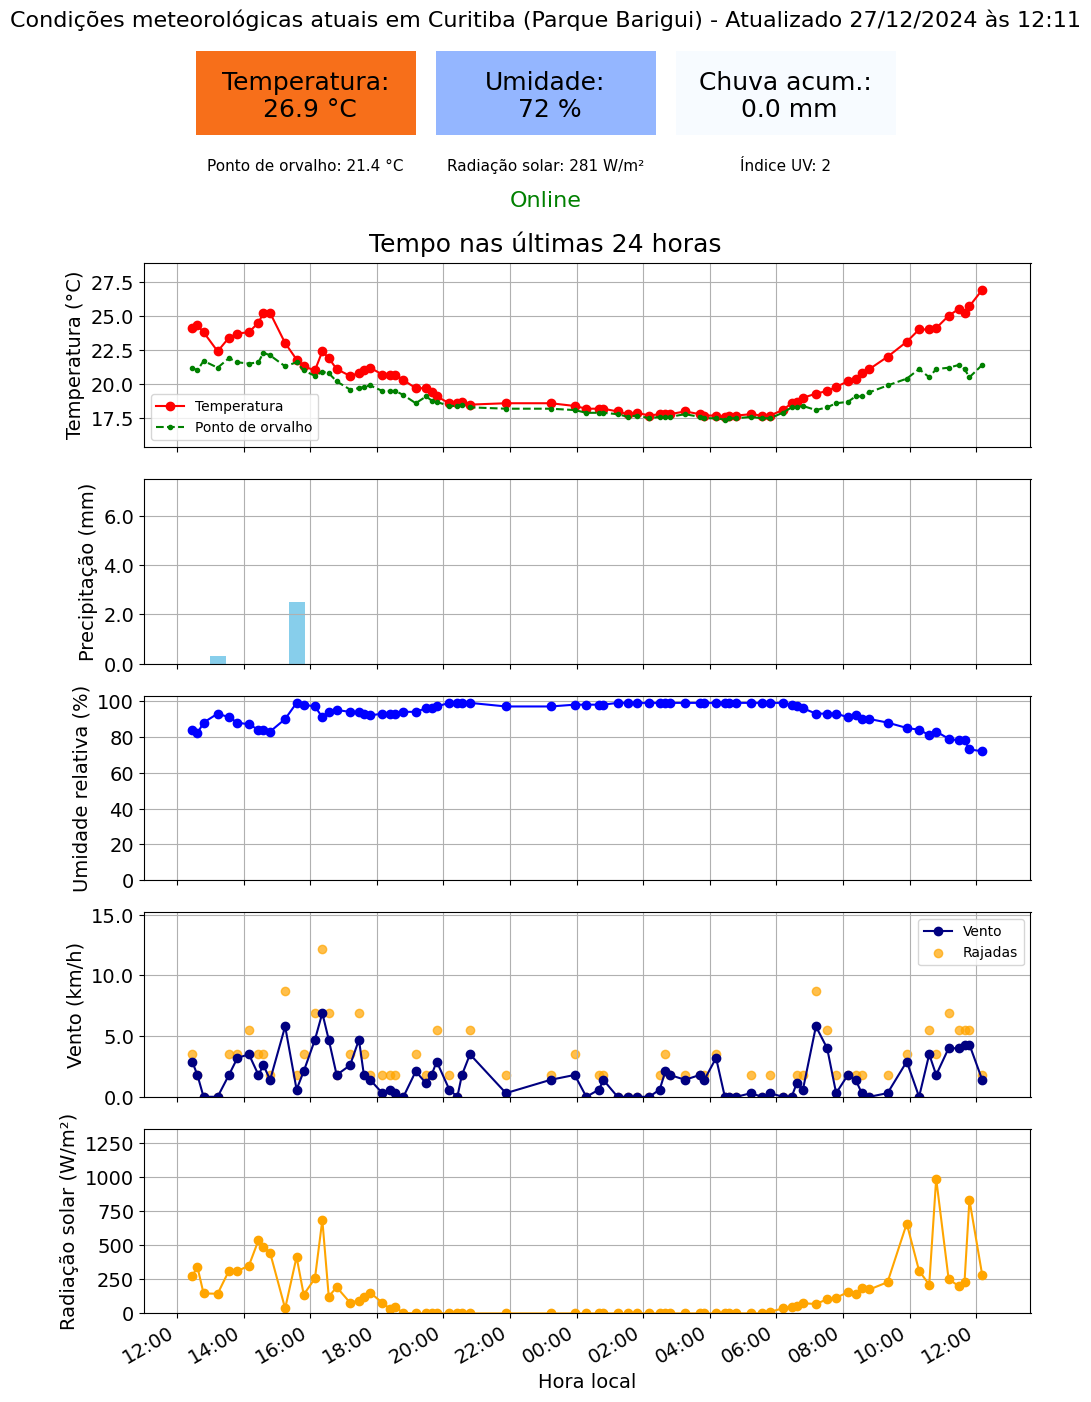 Condições meteorológicas atuais em Curitiba (Parque Barigui) - Atualizado 27/12/2024 às 12:11
Temperatura:
26.9 °C
Umidade:
72 %
Chuva acum.:
0.0 mm
Ponto de orvalho: 21.4 °C
Radiação solar: 281 W/m²
Índice UV: 2
Online
Tempo nas últimas 24 horas
Temperatura (°C)
27.5
25.0
22.5
20.0
17.5
Temperatura
Ponto de orvalho
Precipitação (mm)
6.0
4.0
2.0
0.0
Umidade relativa (%)
100
80
60
40
20
0
Vento (km/h)
15.0
10.0
5.0
0.0
Vento
Rajadas
Radiação solar (W/m²)
1250
1000
750
500
250
0
12:00
14:00
16:00
18:00
20:00
22:00
00:00
02:00
04:00
06:00
08:00
10:00
12:00
Hora local